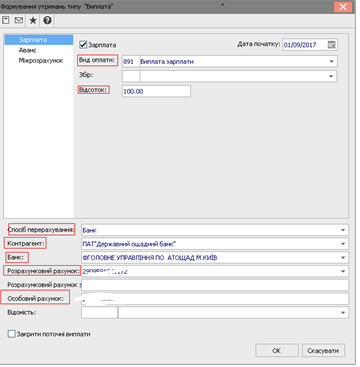 Формування утримань типу "Виплата"
Зарплата
Аванс
Міжрозрахунок
Зарплата
Дата початку: 01/09/2017
Вид оплати: 891 Виплата зарплати
Збір:
Відсоток: 100.00
Спосіб перерахування: Банк
Контрагент: ПАТ"Державний ощадний банк"
Банк: ФГОЛОВНЕ УПРАВЛІННЯ ПО АТОЩАД М.КИЇВ
Розрахунковий рахунок:
Розрахунковий рахунок з
Особовий рахунок:
Відомість:
Закрити поточні виплати
ОК Скасувати